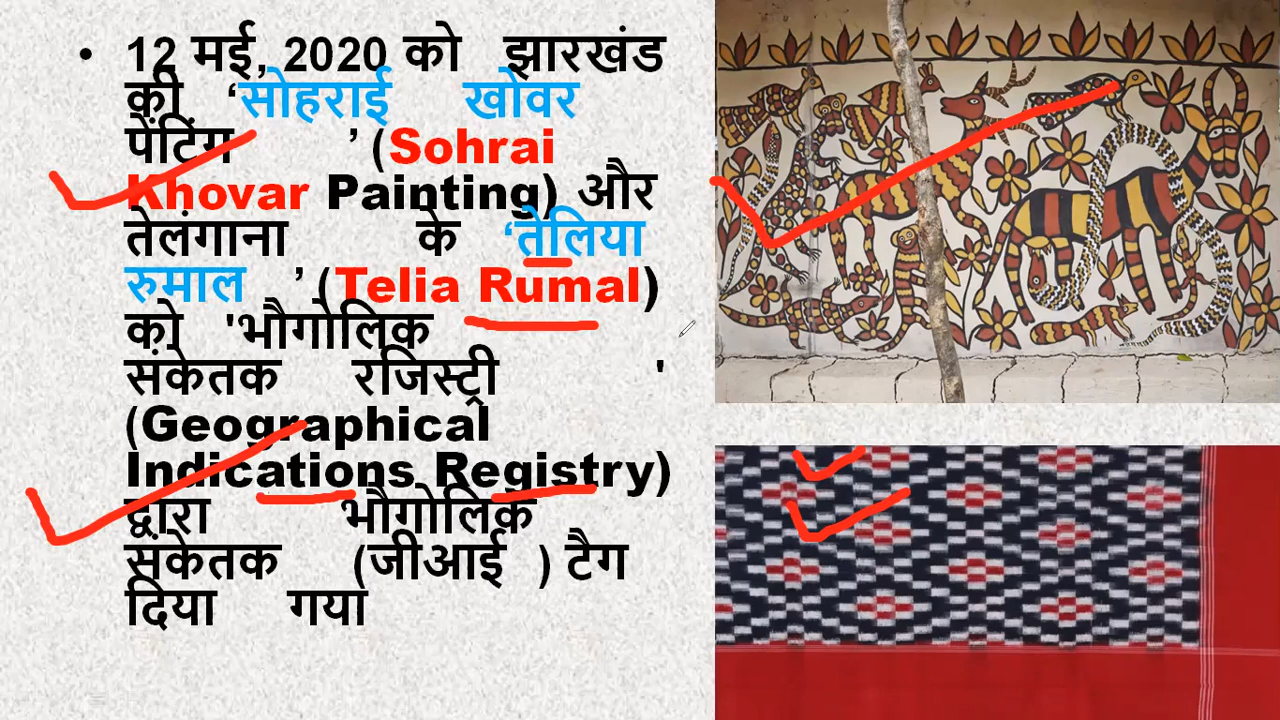 • 12 मई, 2020 को झारखंड
की ‘सोहराई खोवर
पेंटिंग ’ (Sohrai
Khovar Painting) और
तेलंगाना के ‘तेलिया
रुमाल ’ (Telia Rumal)
को 'भौगोलिक
संकेतक रजिस्ट्री '
(Geographical
Indications Registry)
द्वारा भौगोलिक
संकेतक (जीआई ) टैग
दिया गया